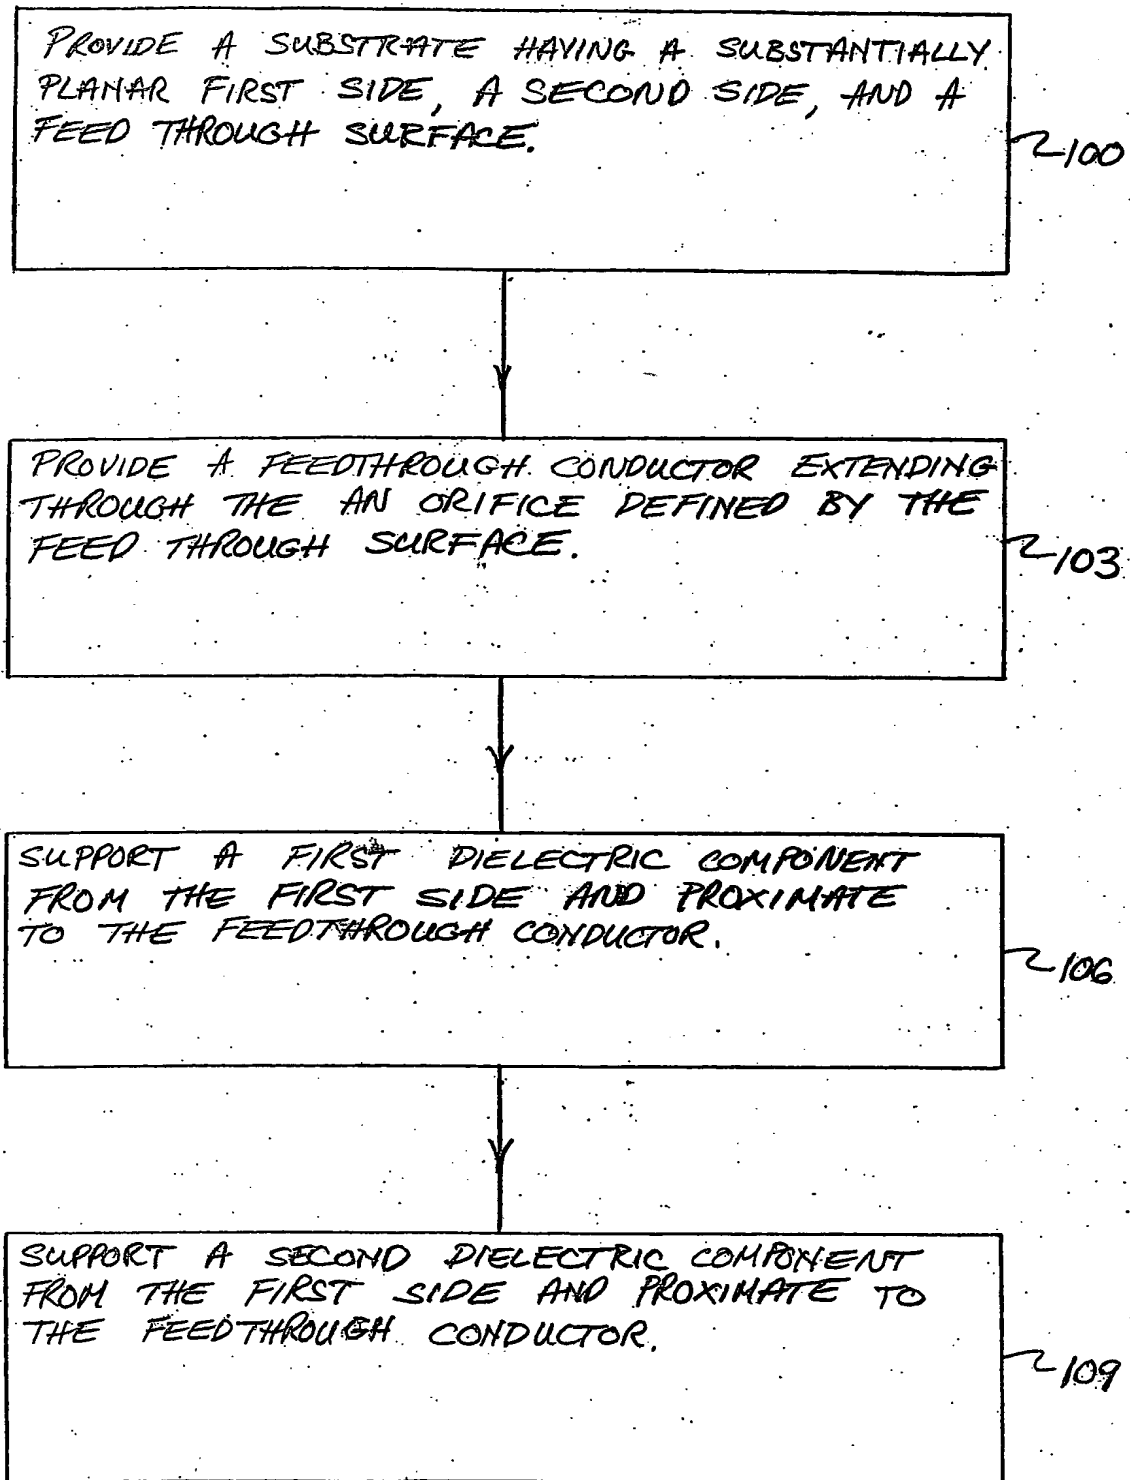 PROVIDE A SUBSTRATE HAVING A SUBSTANTIALLY
PLANAR FIRST SIDE, A SECOND SIDE, AND A
FEED THROUGH SURFACE.
100
PROVIDE A FEEDTHROUGH CONDUCTOR EXTENDING
THROUGH THE AN ORIFICE DEFINED BY THE
FEED THROUGH SURFACE.
103
SUPPORT A FIRST DIELECTRIC COMPONENT
FROM THE FIRST SIDE AND PROXIMATE
TO THE FEEDTHROUGH CONDUCTOR.
106
SUPPORT A SECOND DIELECTRIC COMPONENT
FROM THE FIRST SIDE AND PROXIMATE TO
THE FEEDTHROUGH CONDUCTOR.
109